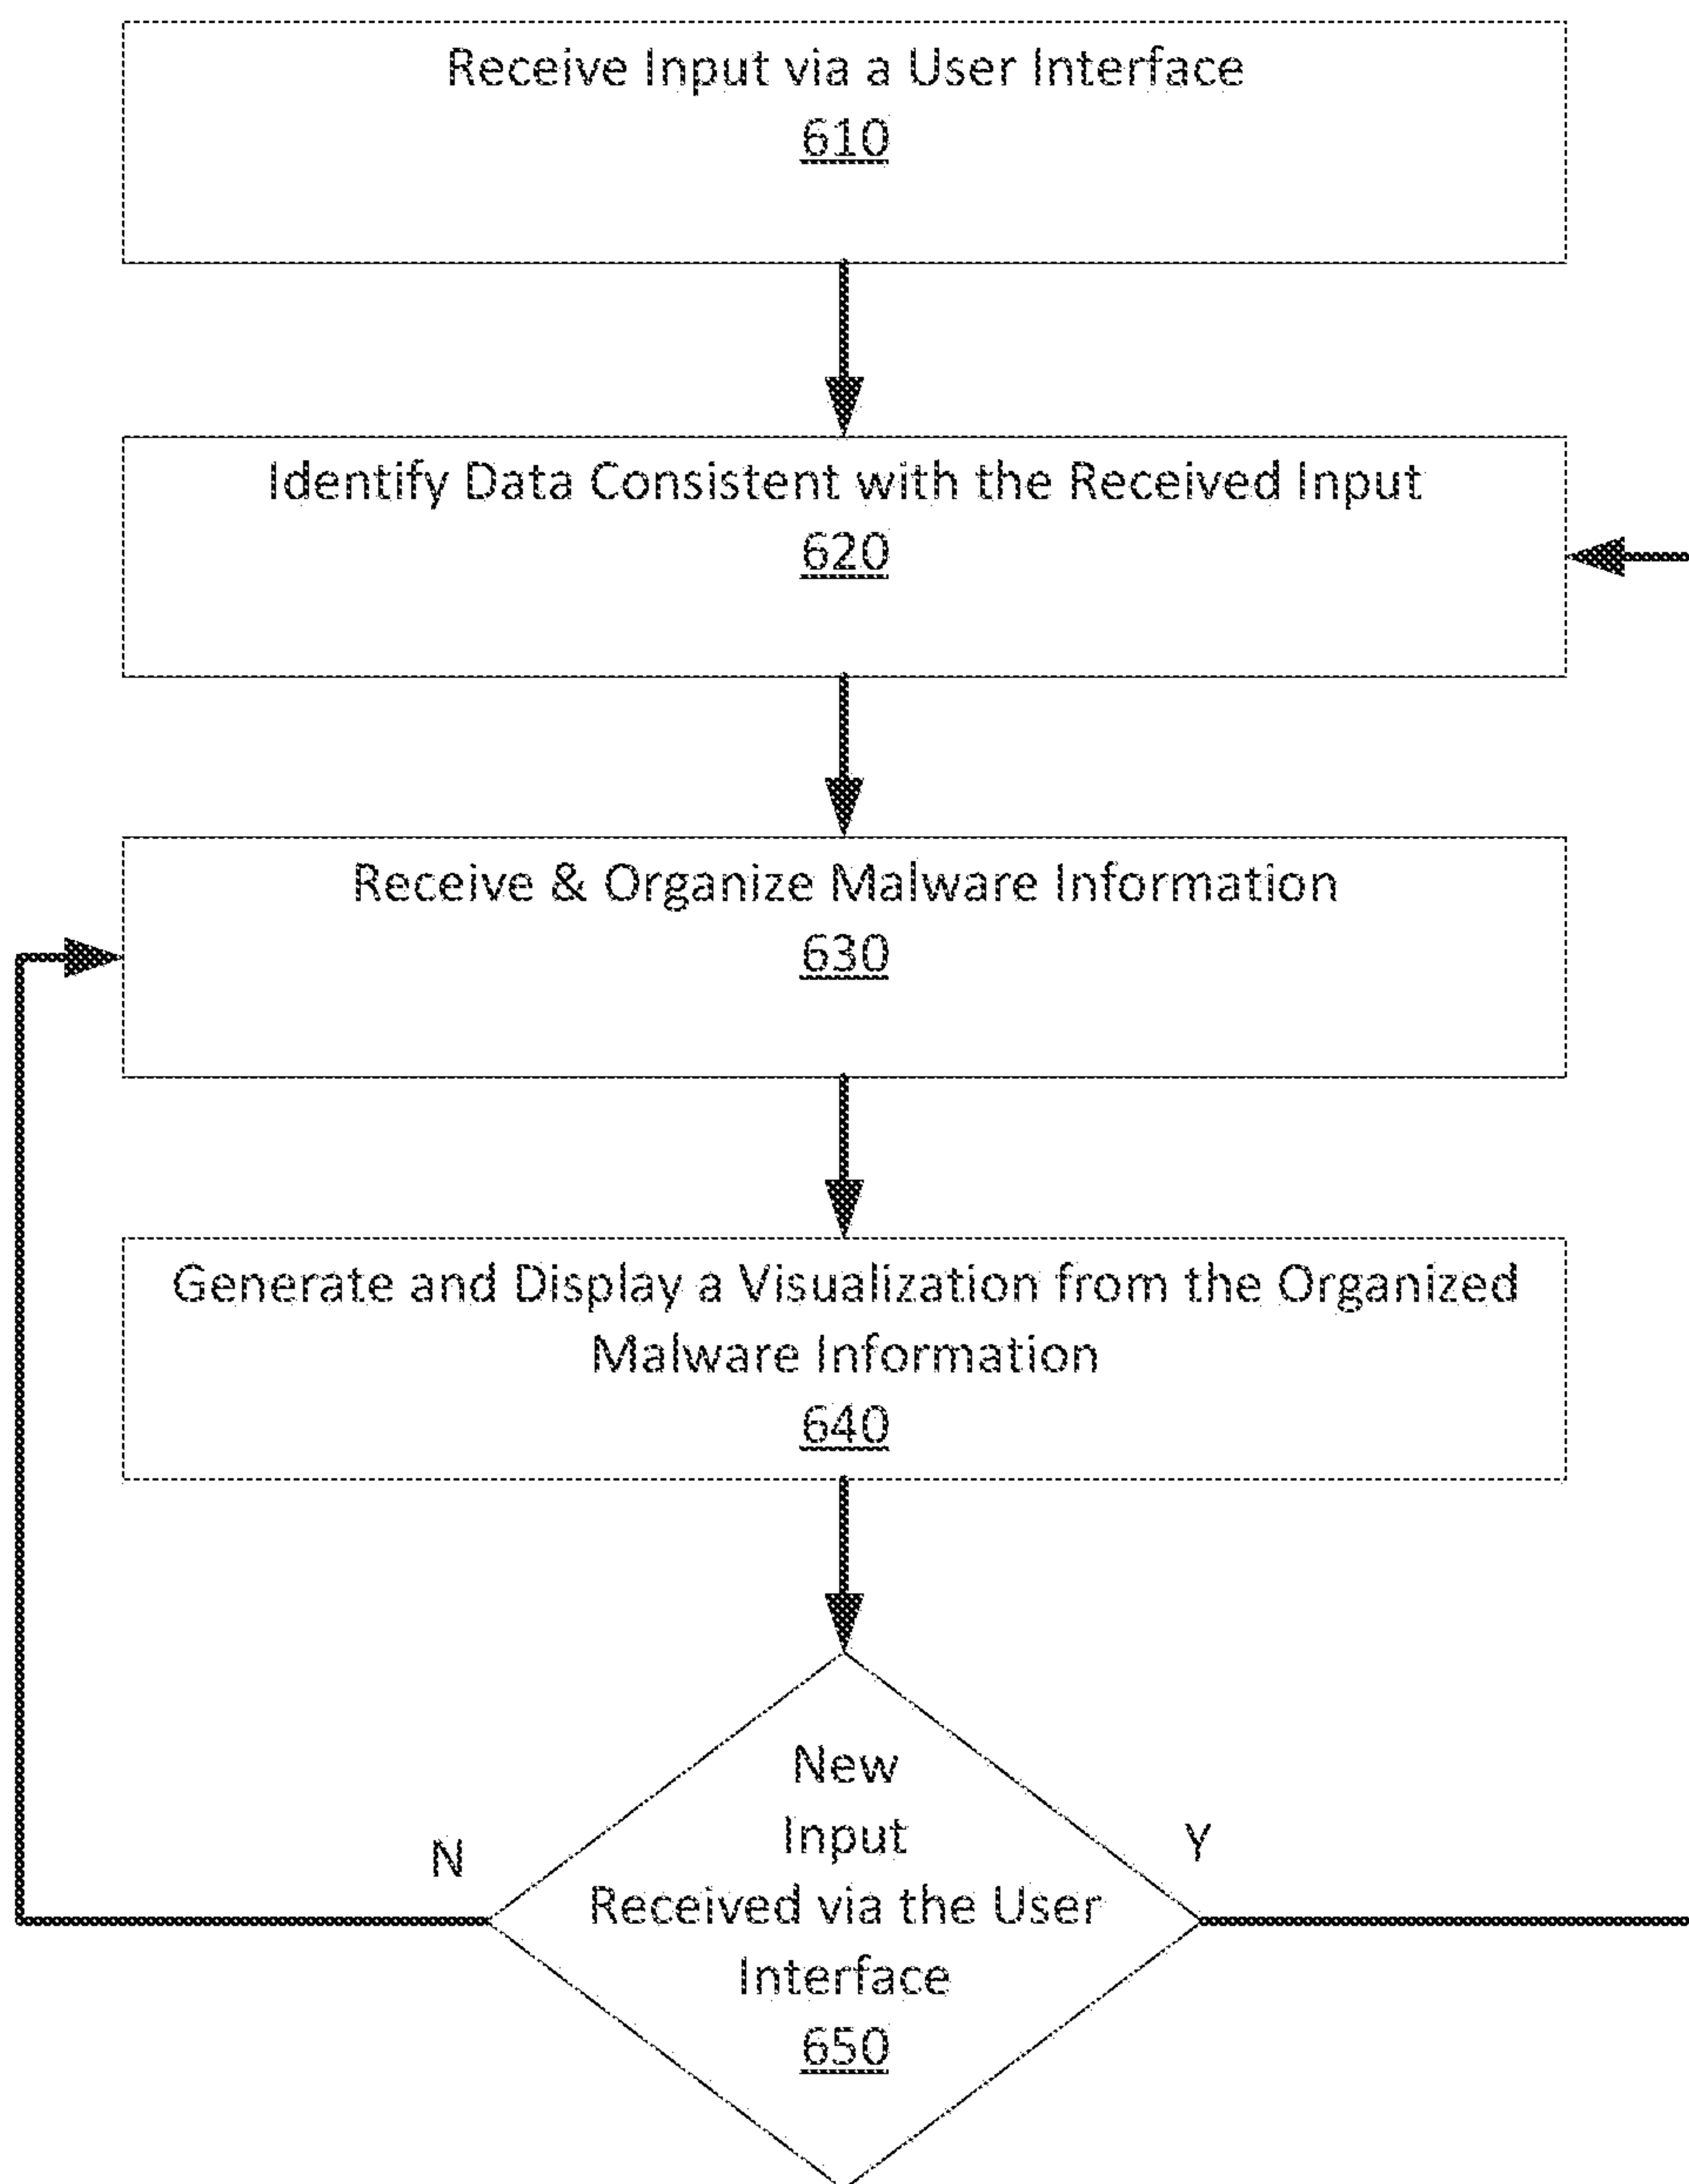 Receive Input via a User Interface
610
Identify Data Consistent with the Received Input
620
Receive & Organize Malware Information
630
Generate and Display a Visualization from the Organized
Malware Information
640
New
Input
Received via the User
Interface
650
N
Y